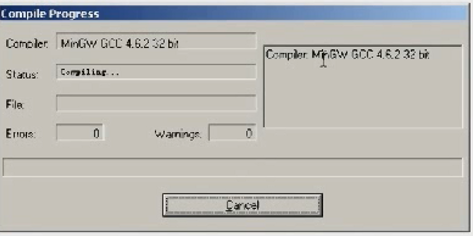 Compile Progress
Compiler: MinGW GCC 4.6.2 32 bit
Compiler: MinGW GCC 4.6.2 32 bit
Status: Compiling...
File:
Errors: 0 Warnings: 0
Cancel